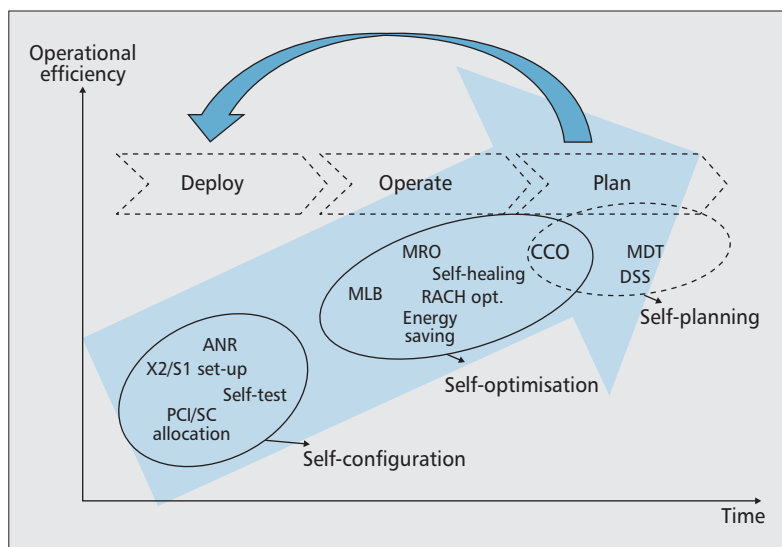 Operational
efficiency
Deploy
Operate
Plan
MRO
CCO
MDT
Self-healing
DSS
MLB
RACH opt.
Energy
saving
Self-planning
ANR
X2/S1 set-up
Self-test
Self-optimisation
PCI/SC
allocation
Self-configuration
Time